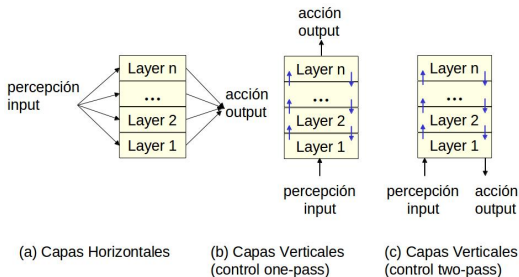 percepción
input
Layer n
...
Layer 2
Layer 1
acción
output
(a) Capas Horizontales
acción
output
Layer n
...
Layer 2
Layer 1
percepción
input
(b) Capas Verticales
(control one-pass)
Layer n
...
Layer 2
Layer 1
percepción
input
acción
output
(c) Capas Verticales
(control two-pass)